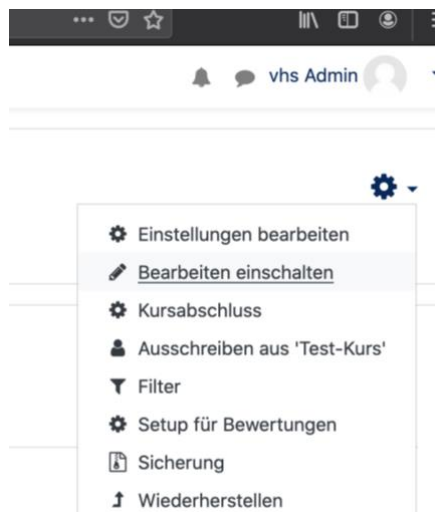 vhs Admin
Einstellungen bearbeiten
Bearbeiten einschalten
Kursabschluss
Ausschreiben aus 'Test-Kurs'
Filter
Setup für Bewertungen
Sicherung
Wiederherstellen